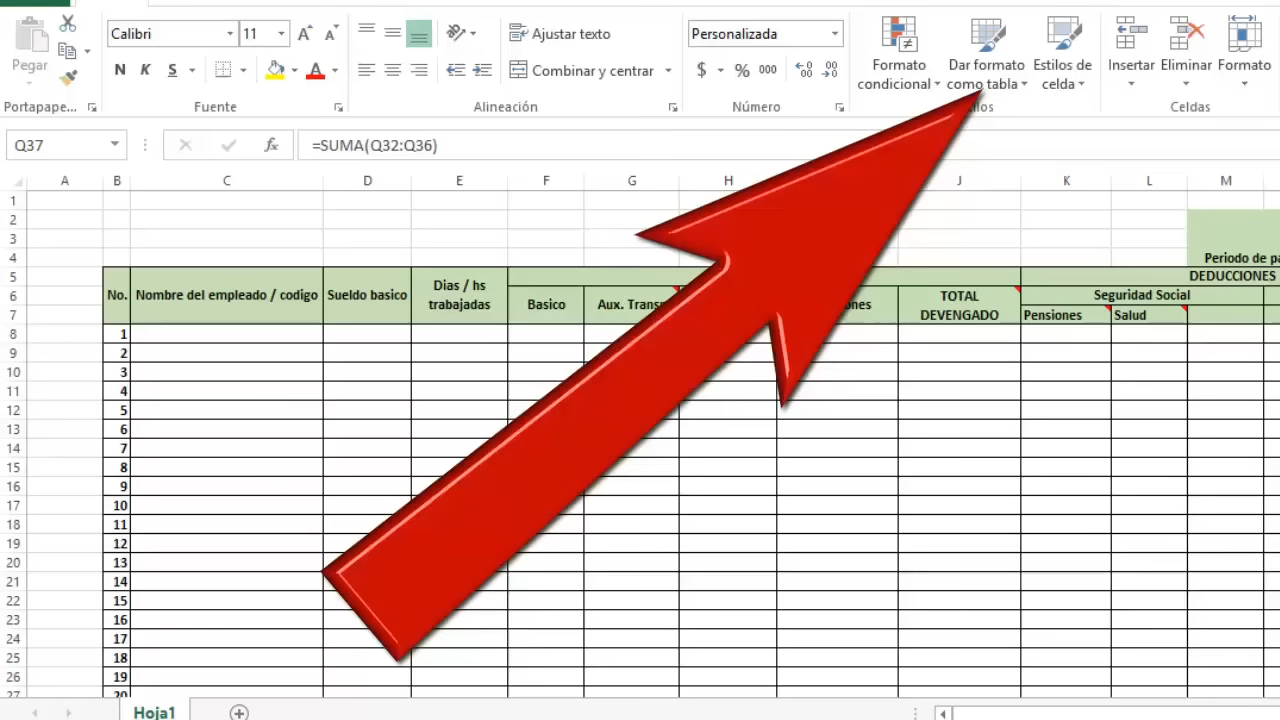 Calibri 11
Personalizada
Ajustar texto
Pegar
N K S
Combinar y centrar
$ % 000
Formato condicional
Dar formato como tabla
Estilos de celda
Insertar Eliminar Formato
Portapape...
Fuente
Alineación
Número
Celdas
Q37
fx
=SUMA(Q32:Q36)
A B C D E F G H J K L M
1
2
3
4 Periodo de
5 DEDUCCIONES
No. Nombre del empleado / codigo Sueldo basico
Dias / hs trabajadas
6 Basico
TOTAL DEVENGADO
Seguridad Social
Aux.
7 Pensiones Salud
8 1
9 2
10 3
11 4
12 5
13 6
14 7
15 8
16 9
17 10
18 11
19 12
20 13
21 14
22 15
23 16
24 17
25 18
26 19
27 20
Hoja1